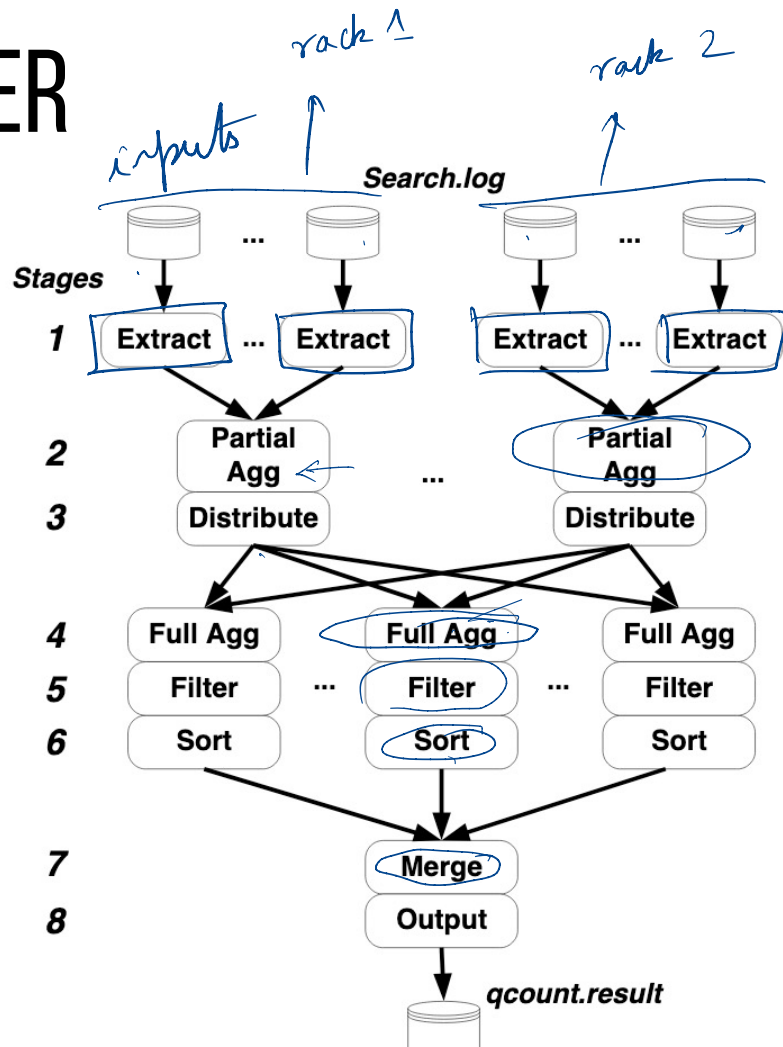 ER
rack 1
rack 2
inputs
Search.log
... ...
Stages
1 Extract ... Extract Extract ... Extract
2 Partial Agg ... Partial Agg
3 Distribute Distribute
4 Full Agg Full Agg Full Agg
5 Filter ... Filter ... Filter
6 Sort Sort Sort
7 Merge
8 Output
qcount.result